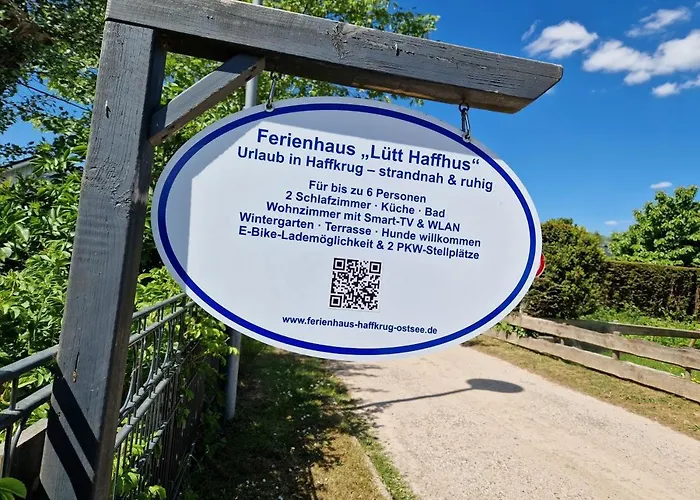 Ferienhaus „Lütt Haffhus“
Urlaub in Haffkrug – strandnah & ruhig
Für bis zu 6 Personen
2 Schlafzimmer · Küche · Bad
Wohnzimmer mit Smart-TV & WLAN
Wintergarten · Terrasse · Hunde willkommen
E-Bike-Lademöglichkeit & 2 PKW-Stellplätze
www.ferienhaus-haffkrug-ostsee.de